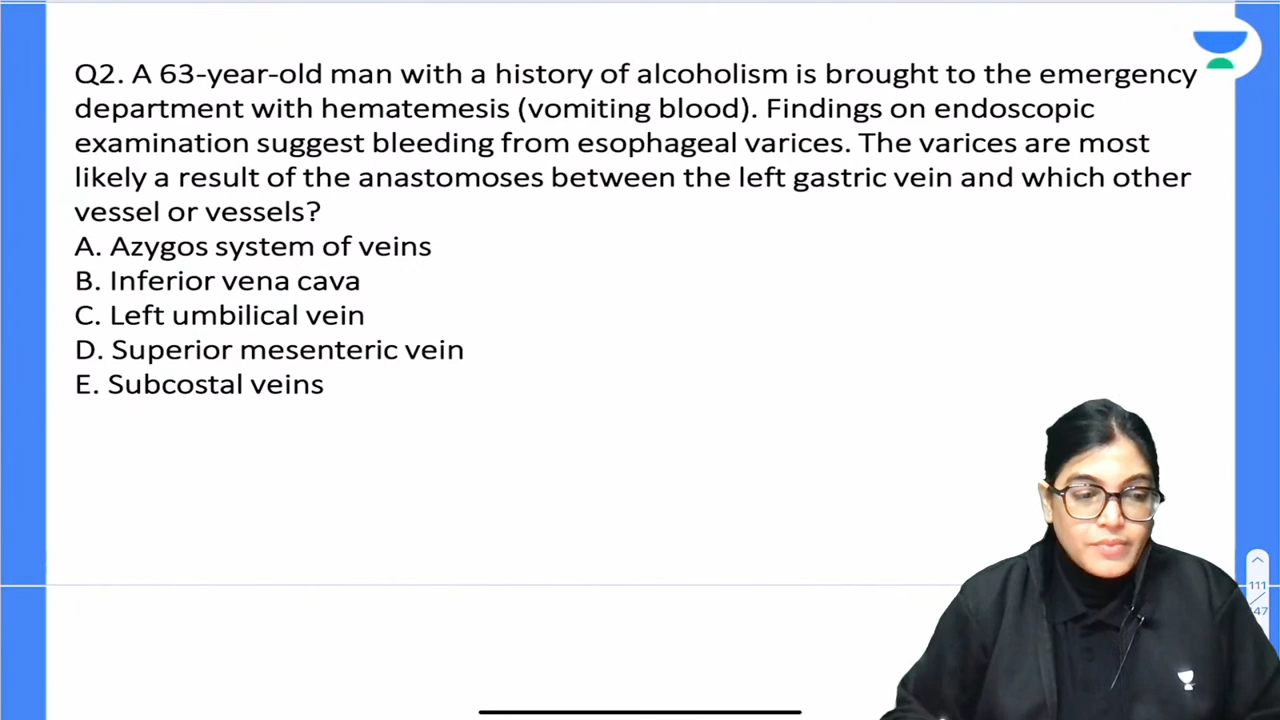 Q2. A 63-year-old man with a history of alcoholism is brought to the emergency
department with hematemesis (vomiting blood). Findings on endoscopic
examination suggest bleeding from esophageal varices. The varices are most
likely a result of the anastomoses between the left gastric vein and which other
vessel or vessels?
A. Azygos system of veins
B. Inferior vena cava
C. Left umbilical vein
D. Superior mesenteric vein
E. Subcostal veins
111